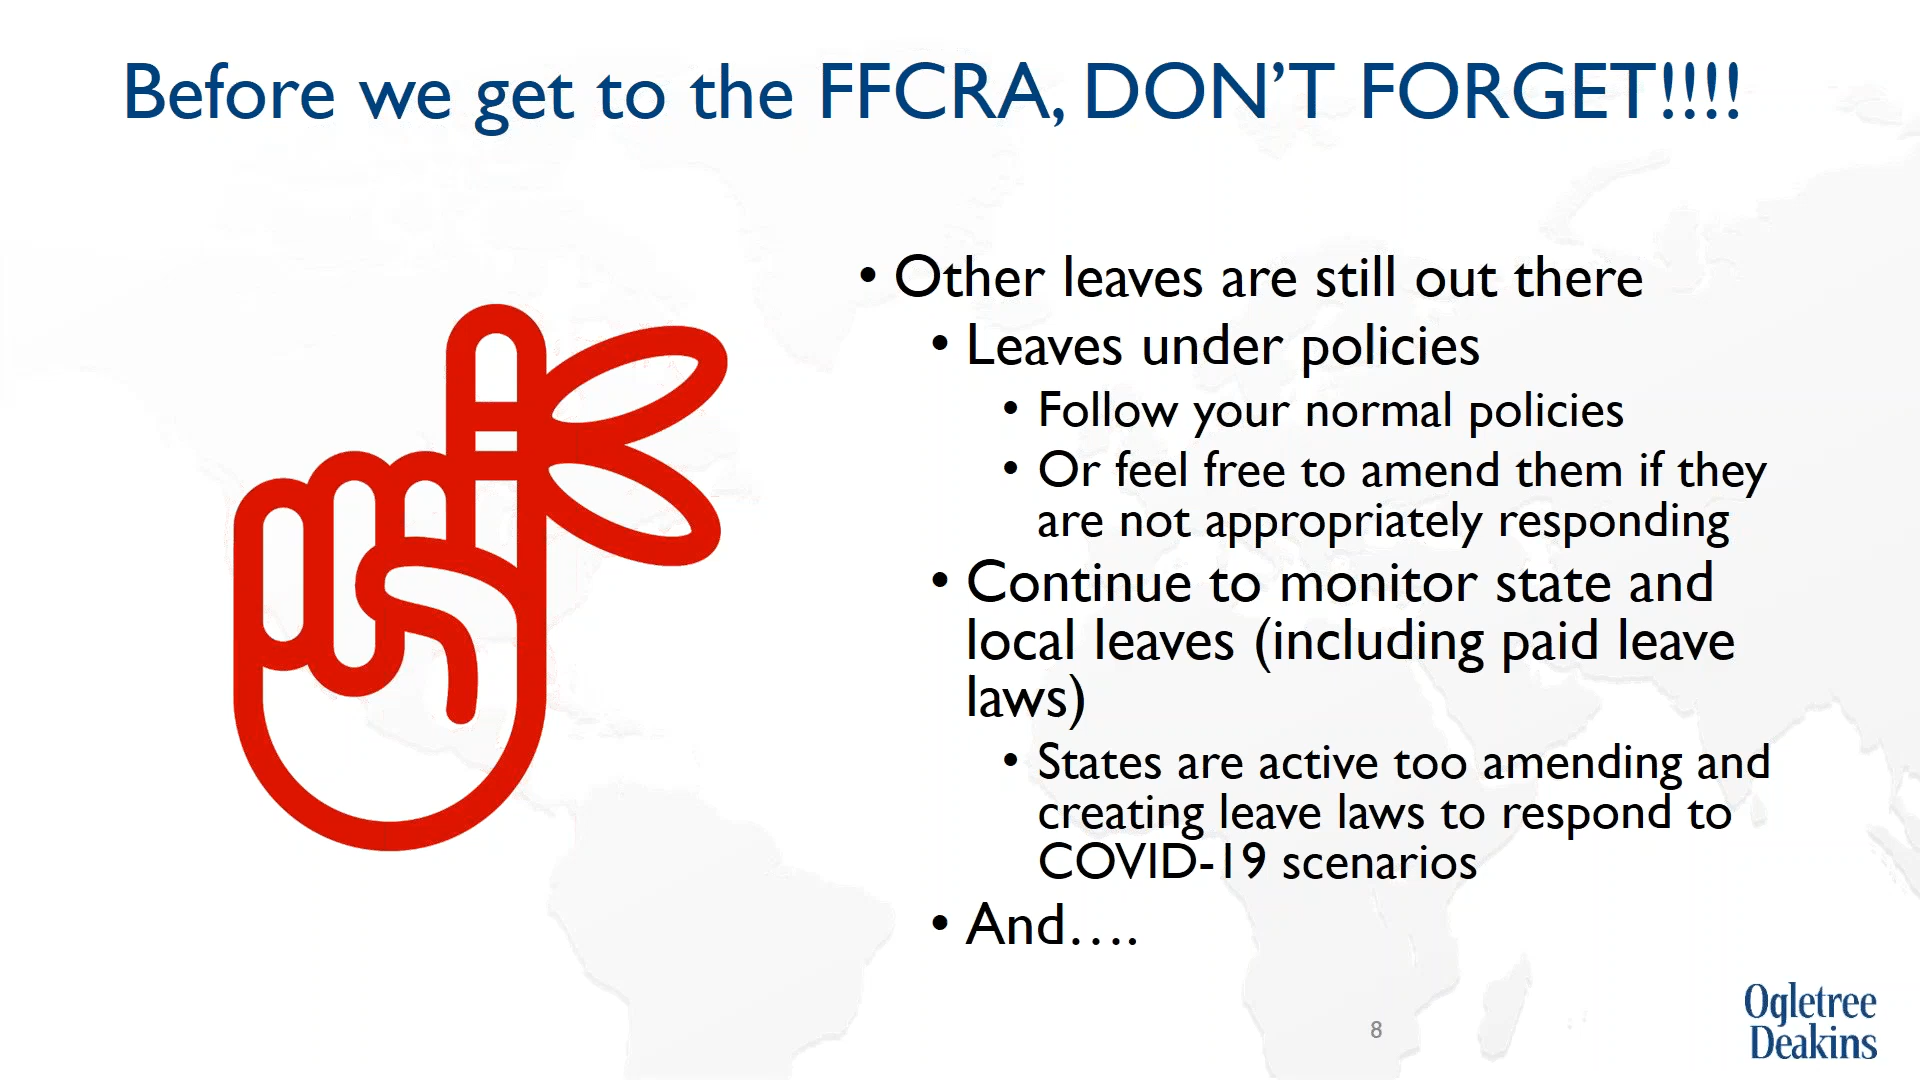 Before we get to the FFCRA, DON’T FORGET!!!!
• Other leaves are still out there
• Leaves under policies
• Follow your normal policies
• Or feel free to amend them if they
are not appropriately responding
• Continue to monitor state and
local leaves (including paid leave
laws)
• States are active too amending and
creating leave laws to respond to
COVID-19 scenarios
• And….
8
Ogletree
Deakins